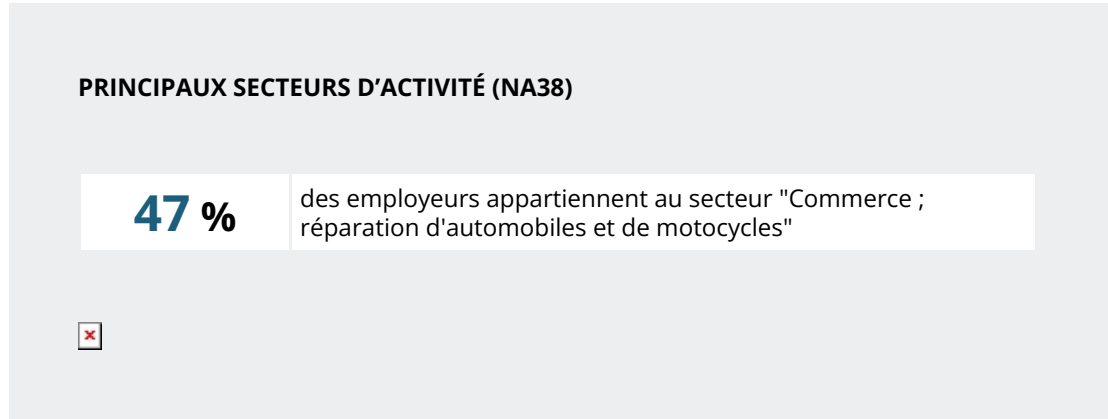 PRINCIPAUX SECTEURS D’ACTIVITÉ (NA38)
47 %
des employeurs appartiennent au secteur "Commerce ;
réparation d'automobiles et de motocycles"